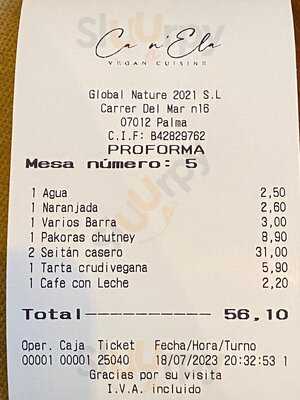 Ca n'Ela
VEGAN CUISINE
Global Nature 2021 S.L
Carrer Del Mar n16
07012 Palma
C.I.F: B42829762
PROFORMA
Mesa número: 5
1 Agua 2,50
1 Naranjada 2,60
1 Varios Barra 3,00
1 Pakoras chutney 8,90
2 Seitán casero 31,00
1 Tarta crudivegana 5,90
1 Cafe con Leche 2,20
Total---------- 56,10
Oper. Caja Ticket Fecha/Hora/Turno
00001 00001 25040 18/07/2023 20:32:53 1
Gracias por su visita
I.V.A. incluido